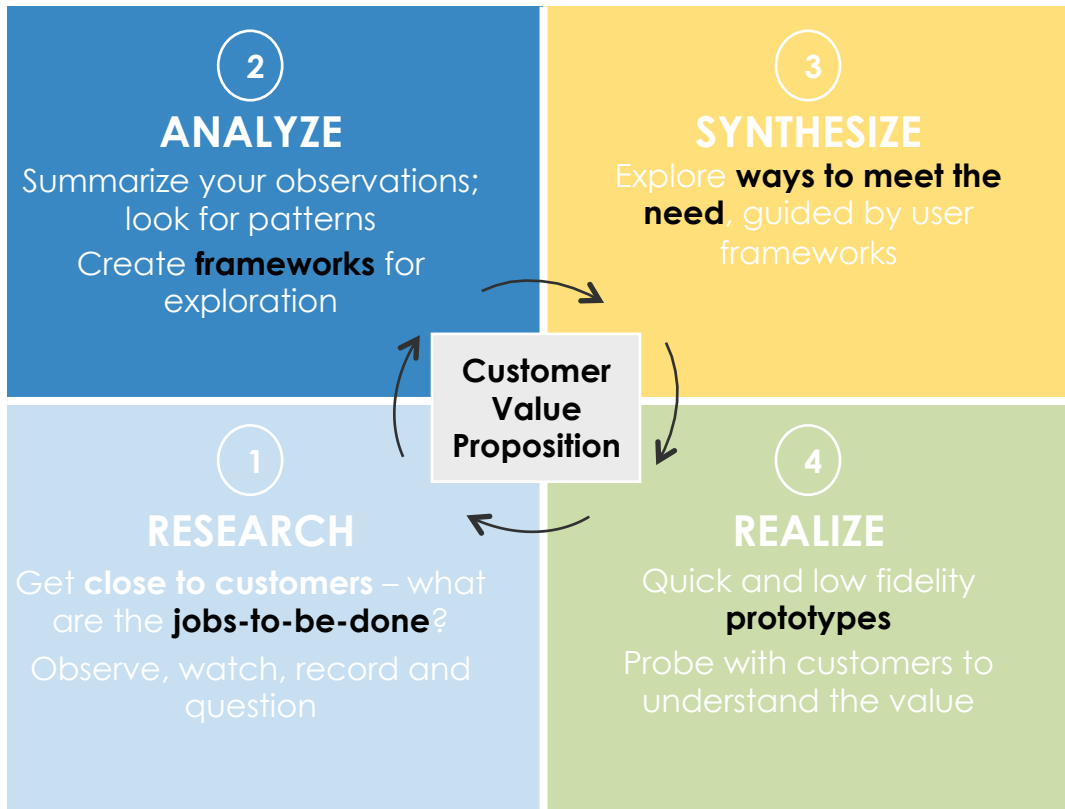 2
ANALYZE
Summarize your observations;
look for patterns
Create frameworks for
exploration
3
SYNTHESIZE
Explore ways to meet the
need, guided by user
frameworks
Customer
Value
Proposition
1
RESEARCH
Get close to customers – what
are the jobs-to-be-done?
Observe, watch, record and
question
4
REALIZE
Quick and low fidelity
prototypes
Probe with customers to
understand the value